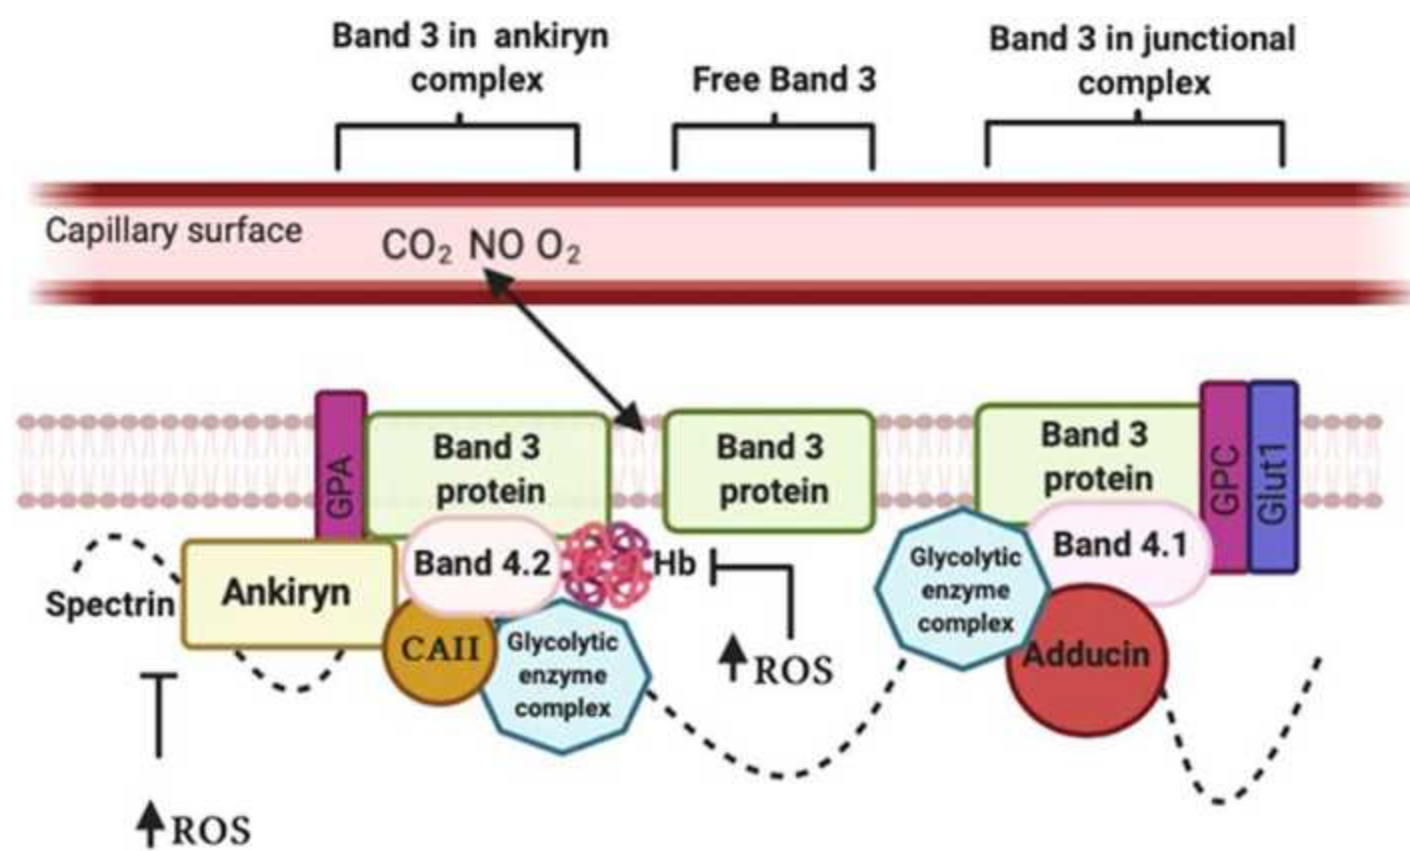 Band 3 in ankiryn
complex
Free Band 3
Band 3 in junctional
complex
Capillary surface
CO₂ NO O₂
GPA
Band 3
protein
Band 3
protein
Band 3
protein
GPC
Glut1
Spectrin
Ankiryn
Band 4.2
Hb
CAII
Glycolytic
enzyme
complex
ROS
Glycolytic
enzyme
complex
Band 4.1
Adducin
ROS